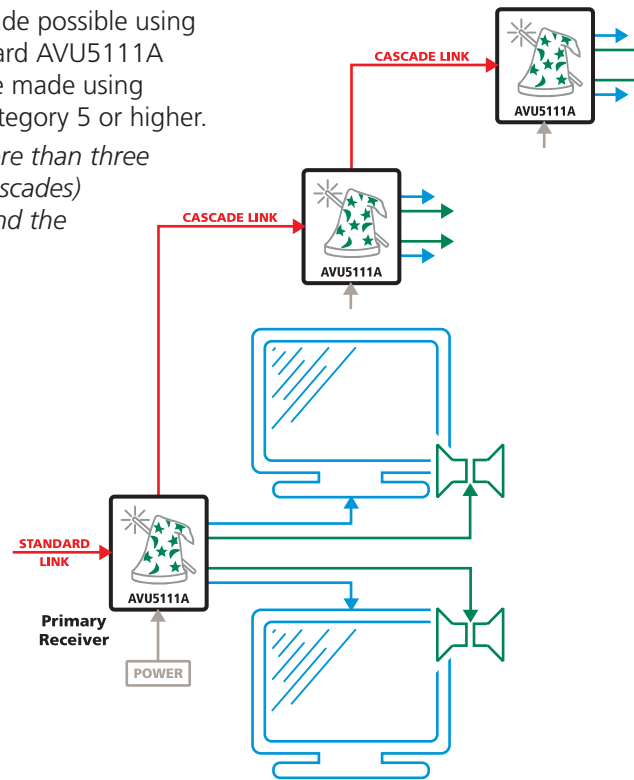 de possible using
ard AVU5111A
e made using
tegory 5 or higher.
ore than three
scades)
nd the
CASCADE LINK
AVU5111A
CASCADE LINK
AVU5111A
STANDARD
LINK
AVU5111A
Primary
Receiver
POWER